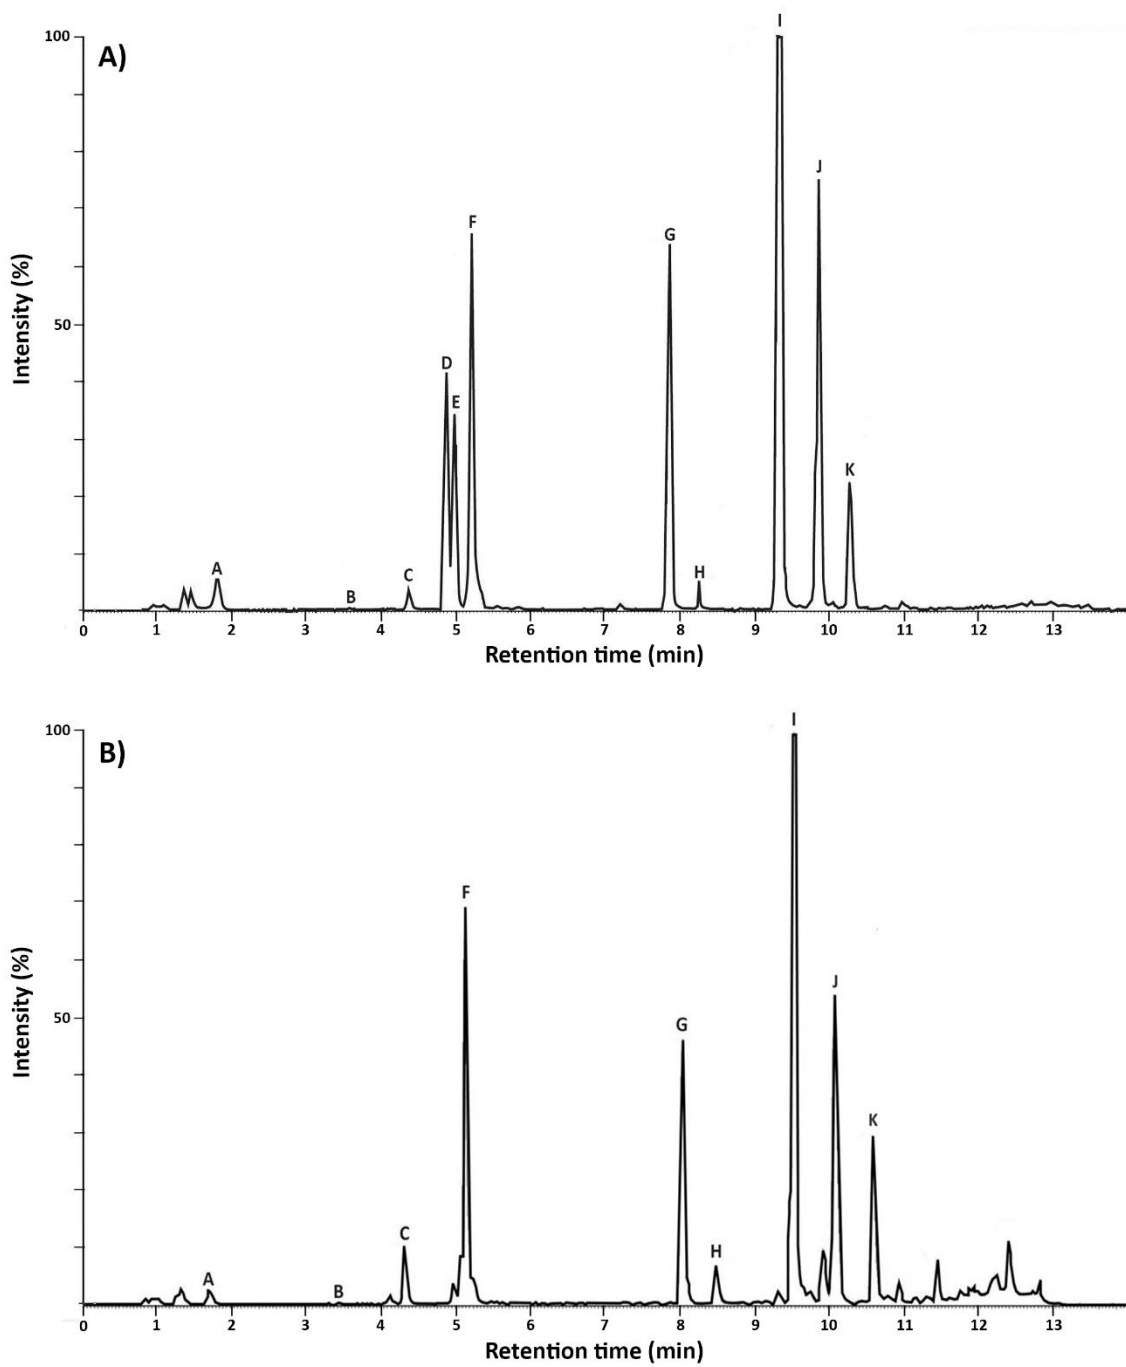 A)
Intensity (%)
100
50
A
B
C
D
E
F
G
H
I
J
K
0 1 2 3 4 5 6 7 8 9 10 11 12 13
Retention time (min)
B)
Intensity (%)
100
50
A
B
C
F
G
H
I
J
K
0 1 2 3 4 5 6 7 8 9 10 11 12 13
Retention time (min)